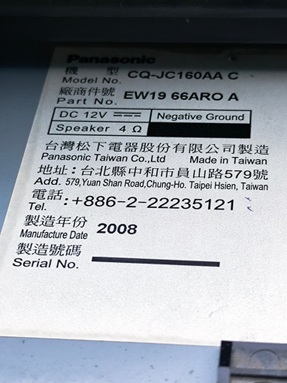 Panasonic
機 型
Model No. CQ-JC160AA C
廠商件號
Part No. EW19 66ARO A
DC 12V ⎓ Negative Ground
Speaker 4 Ω
台灣松下電器股份有限公司製造
Panasonic Taiwan Co.,Ltd Made in Taiwan
地址: 台北縣中和市員山路579號
Add. 579,Yuan Shan Road,Chung-Ho. Taipei Hsien, Taiwan
電話: +886-2-22235121
Tel.
製造年份 2008
Manufacture Date
製造號碼
Serial No.